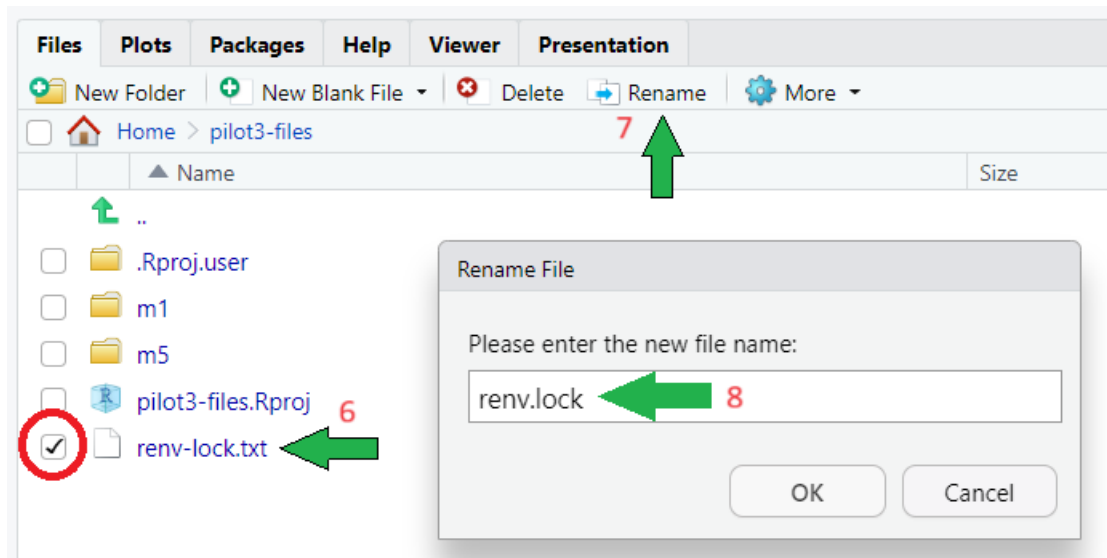 Files Plots Packages Help Viewer Presentation
New Folder New Blank File Delete Rename More
7
Home > pilot3-files
Name Size
..
.Rproj.user
m1
m5
pilot3-files.Rproj
6
renv-lock.txt
Rename File
Please enter the new file name:
renv.lock
8
OK Cancel